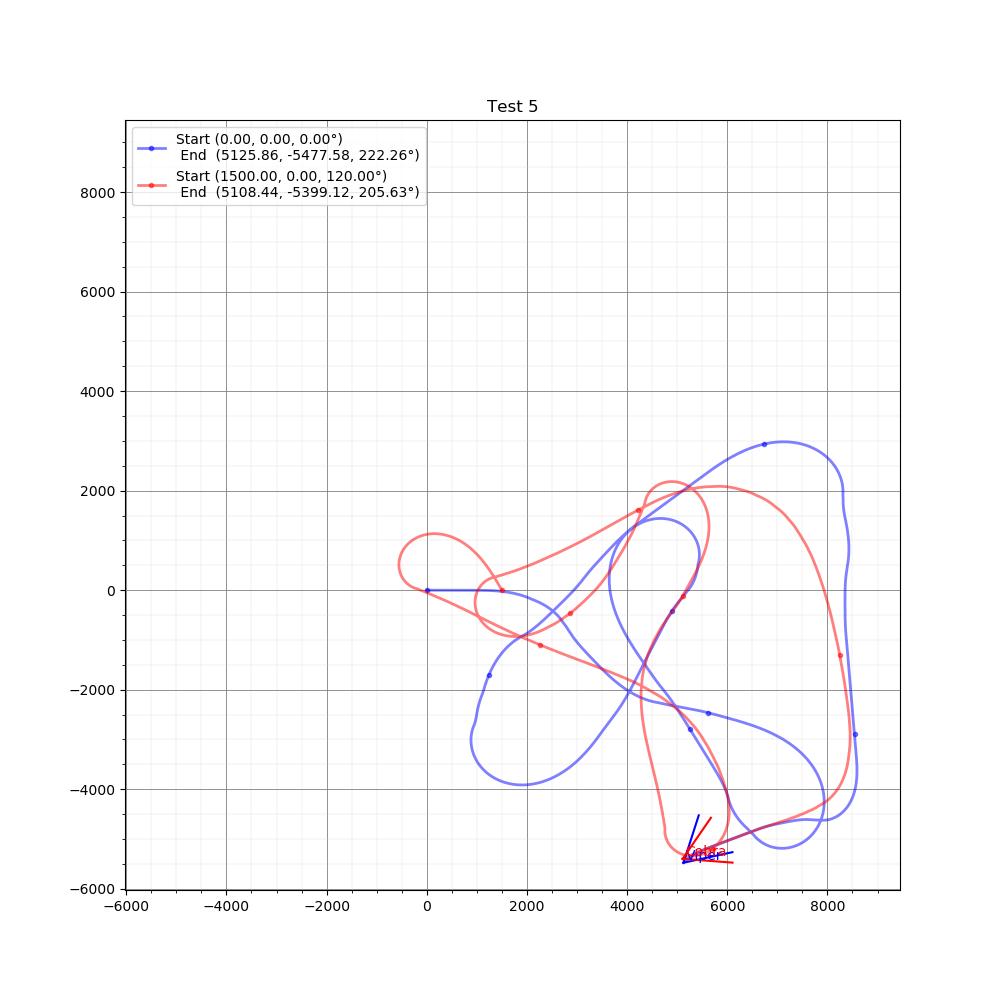 Test 5
Start (0.00, 0.00, 0.00°)
End (5125.86, -5477.58, 222.26°)
Start (1500.00, 0.00, 120.00°)
End (5108.44, -5399.12, 205.63°)
8000
6000
4000
2000
0
−2000
−4000
−6000
−6000 −4000 −2000 0 2000 4000 6000 8000